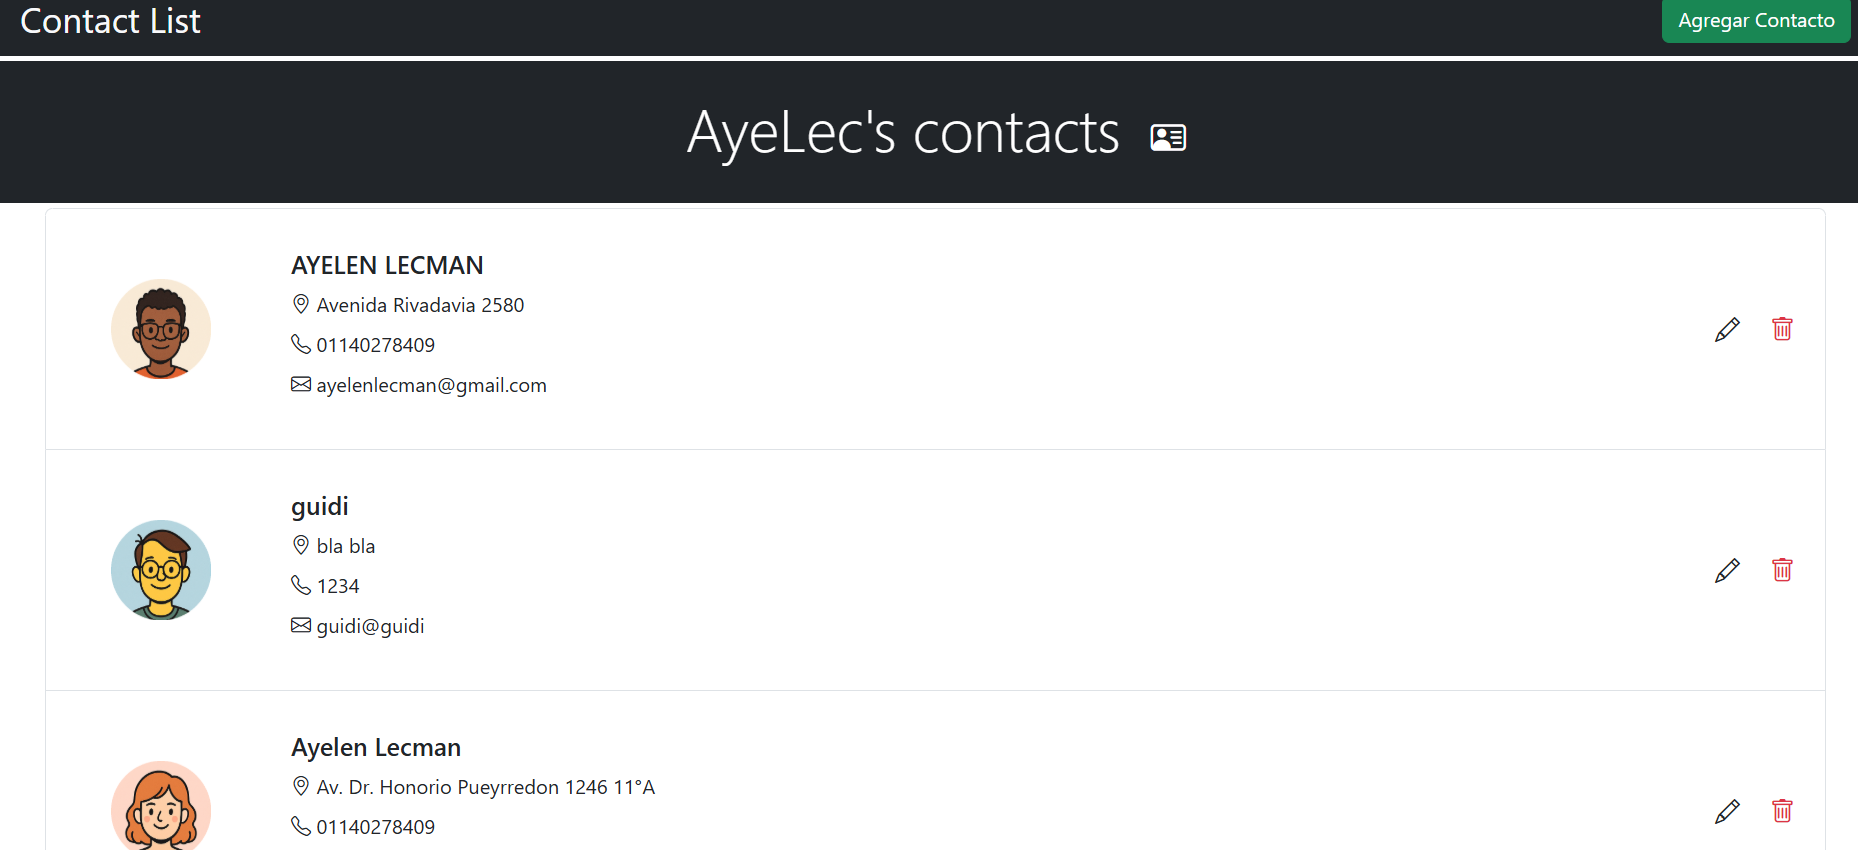 Contact List
Agregar Contacto
AyeLec's contacts
AYELEN LECMAN
Avenida Rivadavia 2580
01140278409
ayelenlecman@gmail.com
guidi
bla bla
1234
guidi@guidi
Ayelen Lecman
Av. Dr. Honorio Pueyrredon 1246 11°A
01140278409